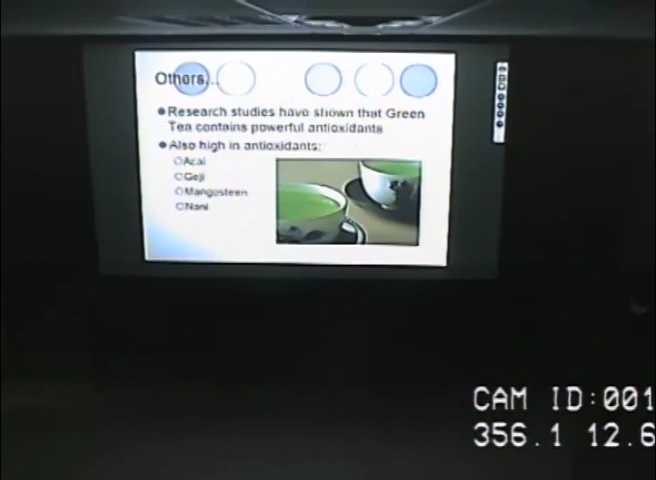 Others...
Research studies have shown that Green
Tea contains powerful antioxidants
Also high in antioxidants:
Acai
Goji
Mangosteen
Noni
CAM ID:001
356.1 12.6